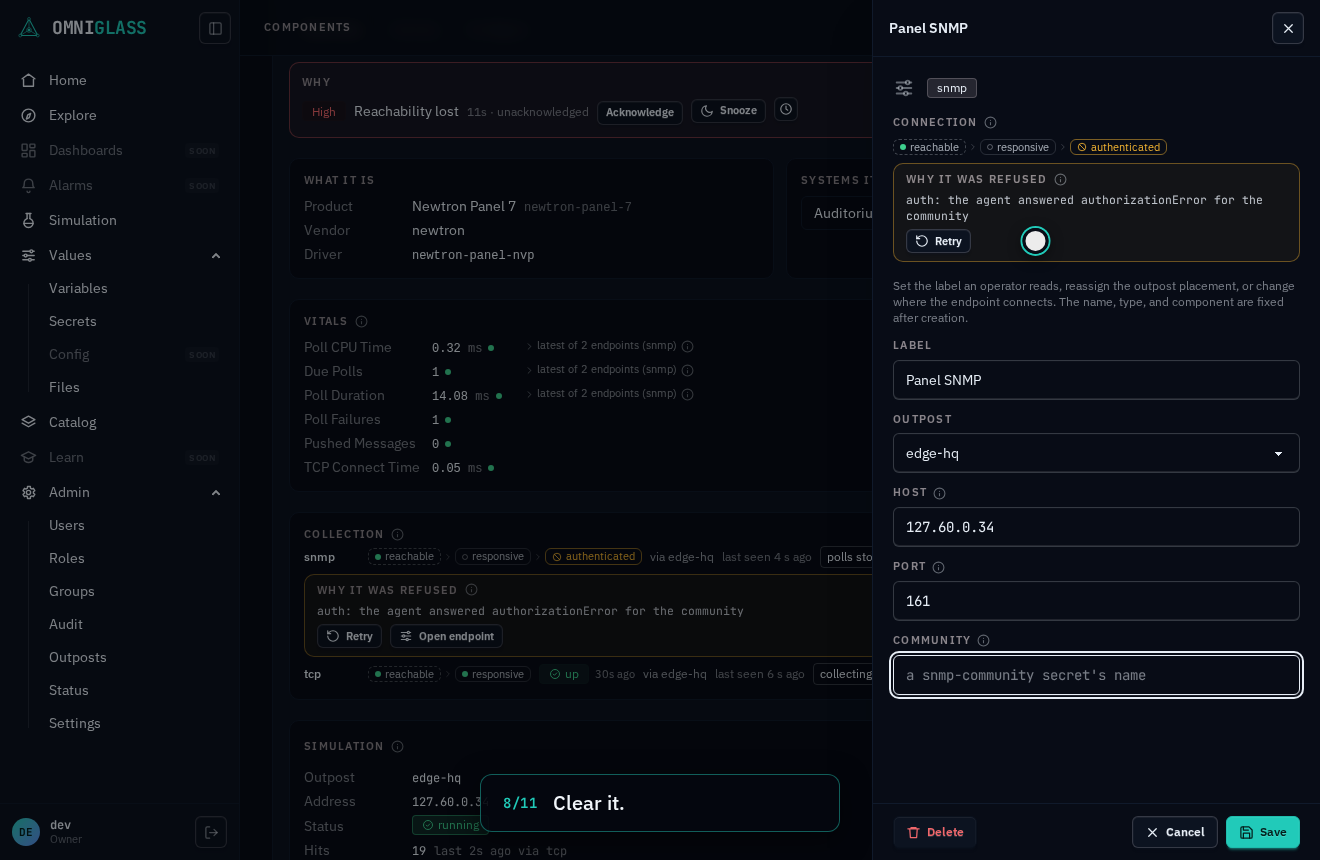 OMNIGLASS
Home
Explore
Dashboards SOON
Alarms SOON
Simulation
Values
Variables
Secrets
Config SOON
Files
Catalog
Learn SOON
Admin
Users
Roles
Groups
Audit
Outposts
Status
Settings
DE dev
Owner
COMPONENTS
WHY
High Reachability lost 11s · unacknowledged Acknowledge Snooze
WHAT IT IS
Product Newtron Panel 7 newtron-panel-7
Vendor newtron
Driver newtron-panel-nvp
SYSTEMS IT
Auditoriu
VITALS
Poll CPU Time 0.32 ms › latest of 2 endpoints (snmp)
Due Polls 1 › latest of 2 endpoints (snmp)
Poll Duration 14.08 ms › latest of 2 endpoints (snmp)
Poll Failures 1
Pushed Messages 0
TCP Connect Time 0.05 ms
COLLECTION
snmp reachable › responsive › authenticated via edge-hq last seen 4 s ago polls sto
WHY IT WAS REFUSED
auth: the agent answered authorizationError for the community
Retry Open endpoint
tcp reachable › responsive up 30s ago via edge-hq last seen 6 s ago collecting
SIMULATION
Outpost edge-hq
Address 127.60.0.3
Status running
Hits 19 last 2s ago via tcp
8/11 Clear it.
Panel SNMP
snmp
CONNECTION
reachable › responsive › authenticated
WHY IT WAS REFUSED
auth: the agent answered authorizationError for the
community
Retry
Set the label an operator reads, reassign the outpost placement, or change
where the endpoint connects. The name, type, and component are fixed
after creation.
LABEL
Panel SNMP
OUTPOST
edge-hq
HOST
127.60.0.34
PORT
161
COMMUNITY
a snmp-community secret's name
Delete Cancel Save